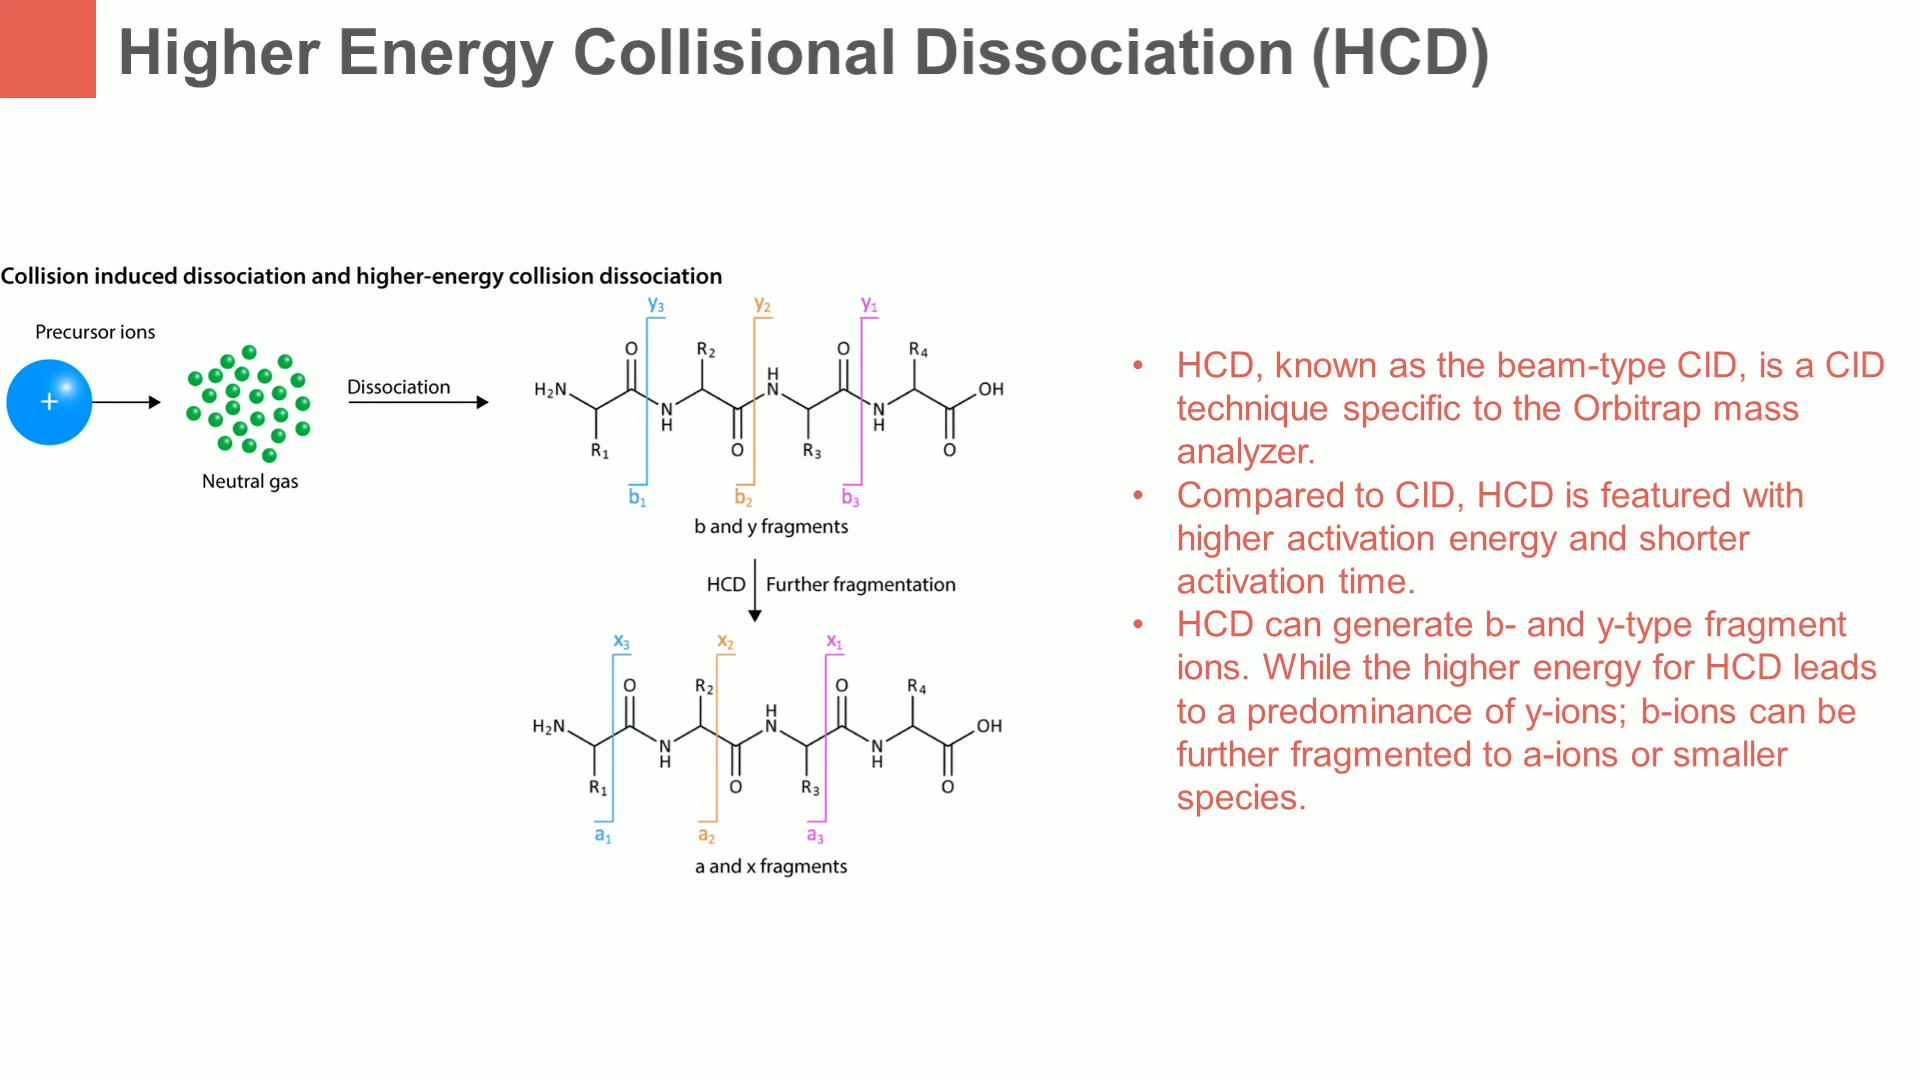 Higher Energy Collisional Dissociation (HCD)
Collision induced dissociation and higher-energy collision dissociation
Precursor ions
+
Neutral gas
Dissociation
y₃ y₂ y₁
O R₂ H N O R₄
H₂N OH
N H O N H
R₁ R₃ O
b₁ b₂ b₃
b and y fragments
HCD Further fragmentation
x₃ x₂ x₁
O R₂ H N O R₄
H₂N OH
N H O N H
R₁ R₃ O
a₁ a₂ a₃
a and x fragments
• HCD, known as the beam-type CID, is a CID
technique specific to the Orbitrap mass
analyzer.
• Compared to CID, HCD is featured with
higher activation energy and shorter
activation time.
• HCD can generate b- and y-type fragment
ions. While the higher energy for HCD leads
to a predominance of y-ions; b-ions can be
further fragmented to a-ions or smaller
species.